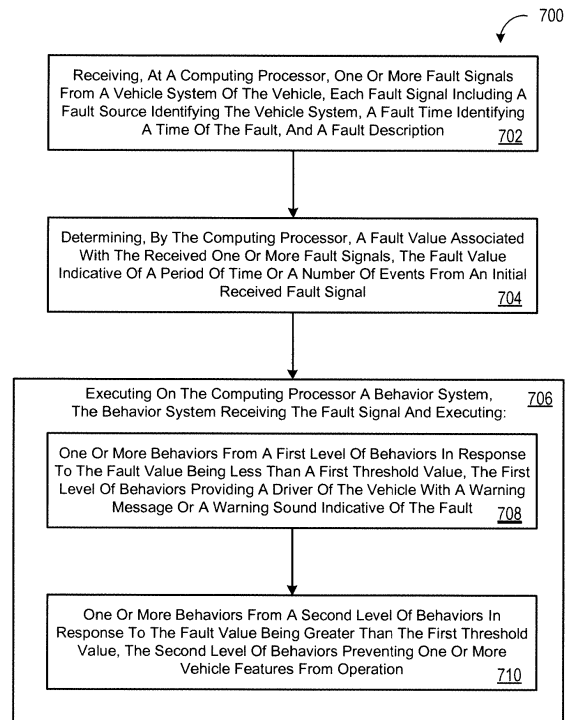 700
Receiving, At A Computing Processor, One Or More Fault Signals
From A Vehicle System Of The Vehicle, Each Fault Signal Including A
Fault Source Identifying The Vehicle System, A Fault Time Identifying
A Time Of The Fault, And A Fault Description
702
Determining, By The Computing Processor, A Fault Value Associated
With The Received One Or More Fault Signals, The Fault Value
Indicative Of A Period Of Time Or A Number Of Events From An Initial
Received Fault Signal
704
Executing On The Computing Processor A Behavior System,
The Behavior System Receiving The Fault Signal And Executing:
706
One Or More Behaviors From A First Level Of Behaviors In Response
To The Fault Value Being Less Than A First Threshold Value, The First
Level Of Behaviors Providing A Driver Of The Vehicle With A Warning
Message Or A Warning Sound Indicative Of The Fault
708
One Or More Behaviors From A Second Level Of Behaviors In
Response To The Fault Value Being Greater Than The First Threshold
Value, The Second Level Of Behaviors Preventing One Or More
Vehicle Features From Operation
710